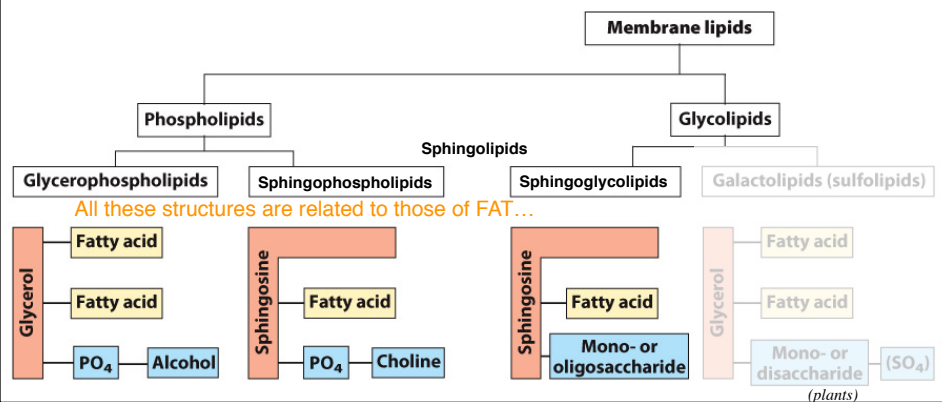 Membrane lipids
Phospholipids
Glycolipids
Sphingolipids
Glycerophospholipids
Sphingophospholipids
Sphingoglycolipids
Galactolipids (sulfolipids)
All these structures are related to those of FAT…
Glycerol
Fatty acid
Fatty acid
PO₄
Alcohol
Sphingosine
Fatty acid
PO₄
Choline
Sphingosine
Fatty acid
Mono- or
oligosaccharide
Glycerol
Fatty acid
Fatty acid
Mono- or
disaccharide
(SO₄)
(plants)